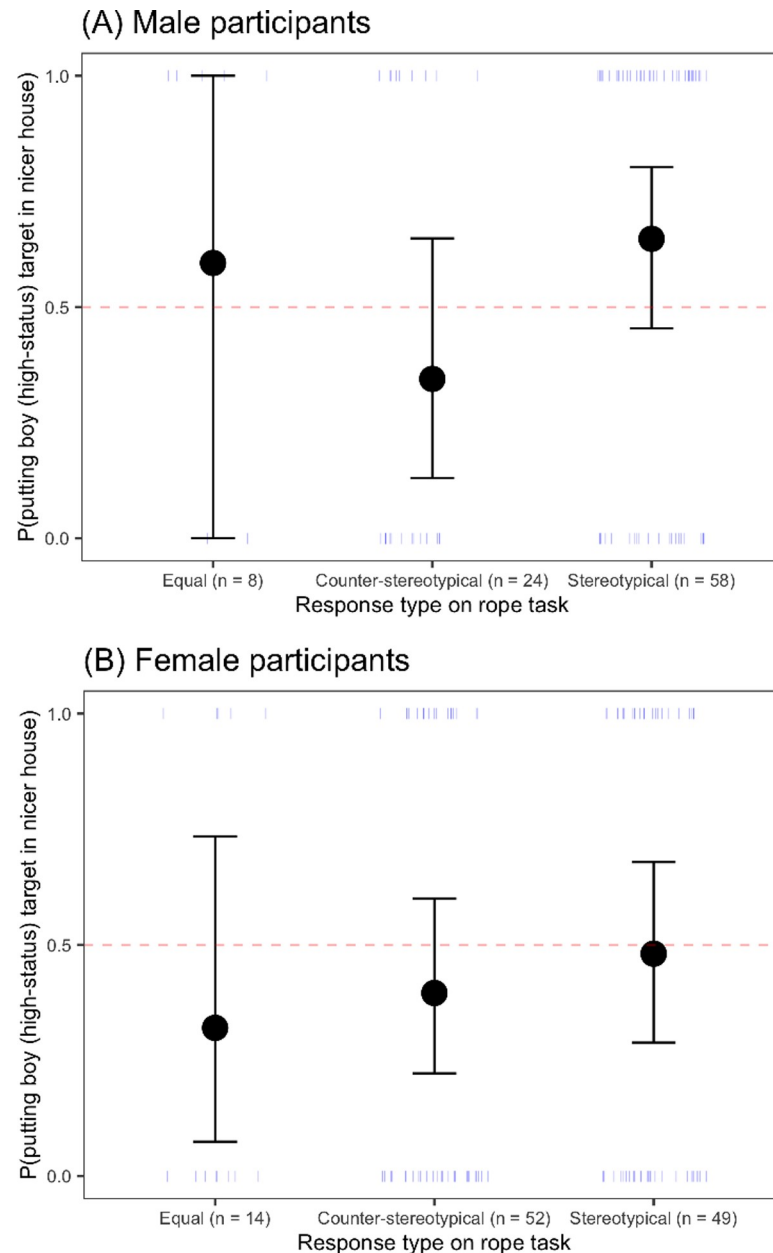 (A) Male participants
P(putting boy (high-status) target in nicer house)
1.0
0.5
0.0
Equal (n = 8)
Counter-stereotypical (n = 24)
Stereotypical (n = 58)
Response type on rope task
(B) Female participants
P(putting boy (high-status) target in nicer house)
1.0
0.5
0.0
Equal (n = 14)
Counter-stereotypical (n = 52)
Stereotypical (n = 49)
Response type on rope task